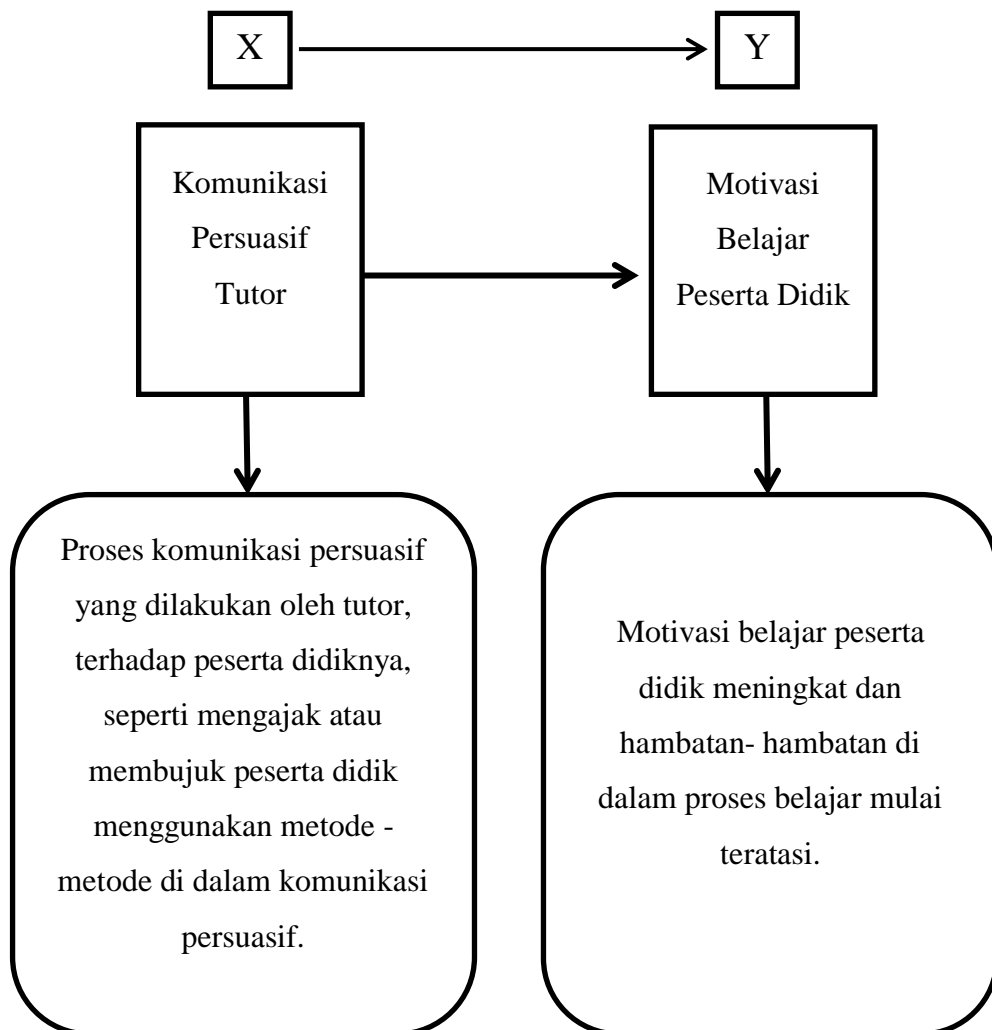 X
Y
Komunikasi
Persuasif
Tutor
Motivasi
Belajar
Peserta Didik
Proses komunikasi persuasif
yang dilakukan oleh tutor,
terhadap peserta didiknya,
seperti mengajak atau
membujuk peserta didik
menggunakan metode -
metode di dalam komunikasi
persuasif.
Motivasi belajar peserta
didik meningkat dan
hambatan- hambatan di
dalam proses belajar mulai
teratasi.